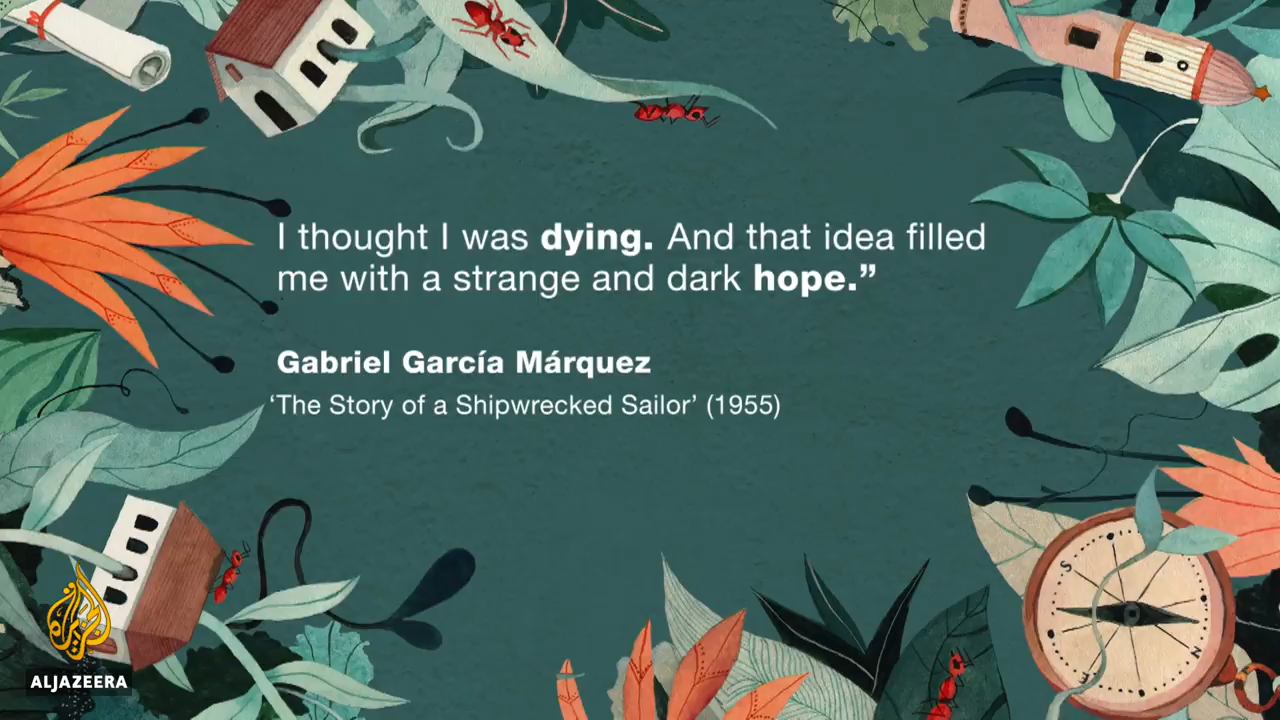 I thought I was dying. And that idea filled
me with a strange and dark hope.”
Gabriel García Márquez
‘The Story of a Shipwrecked Sailor’ (1955)
S
N
E
ALJAZEERA